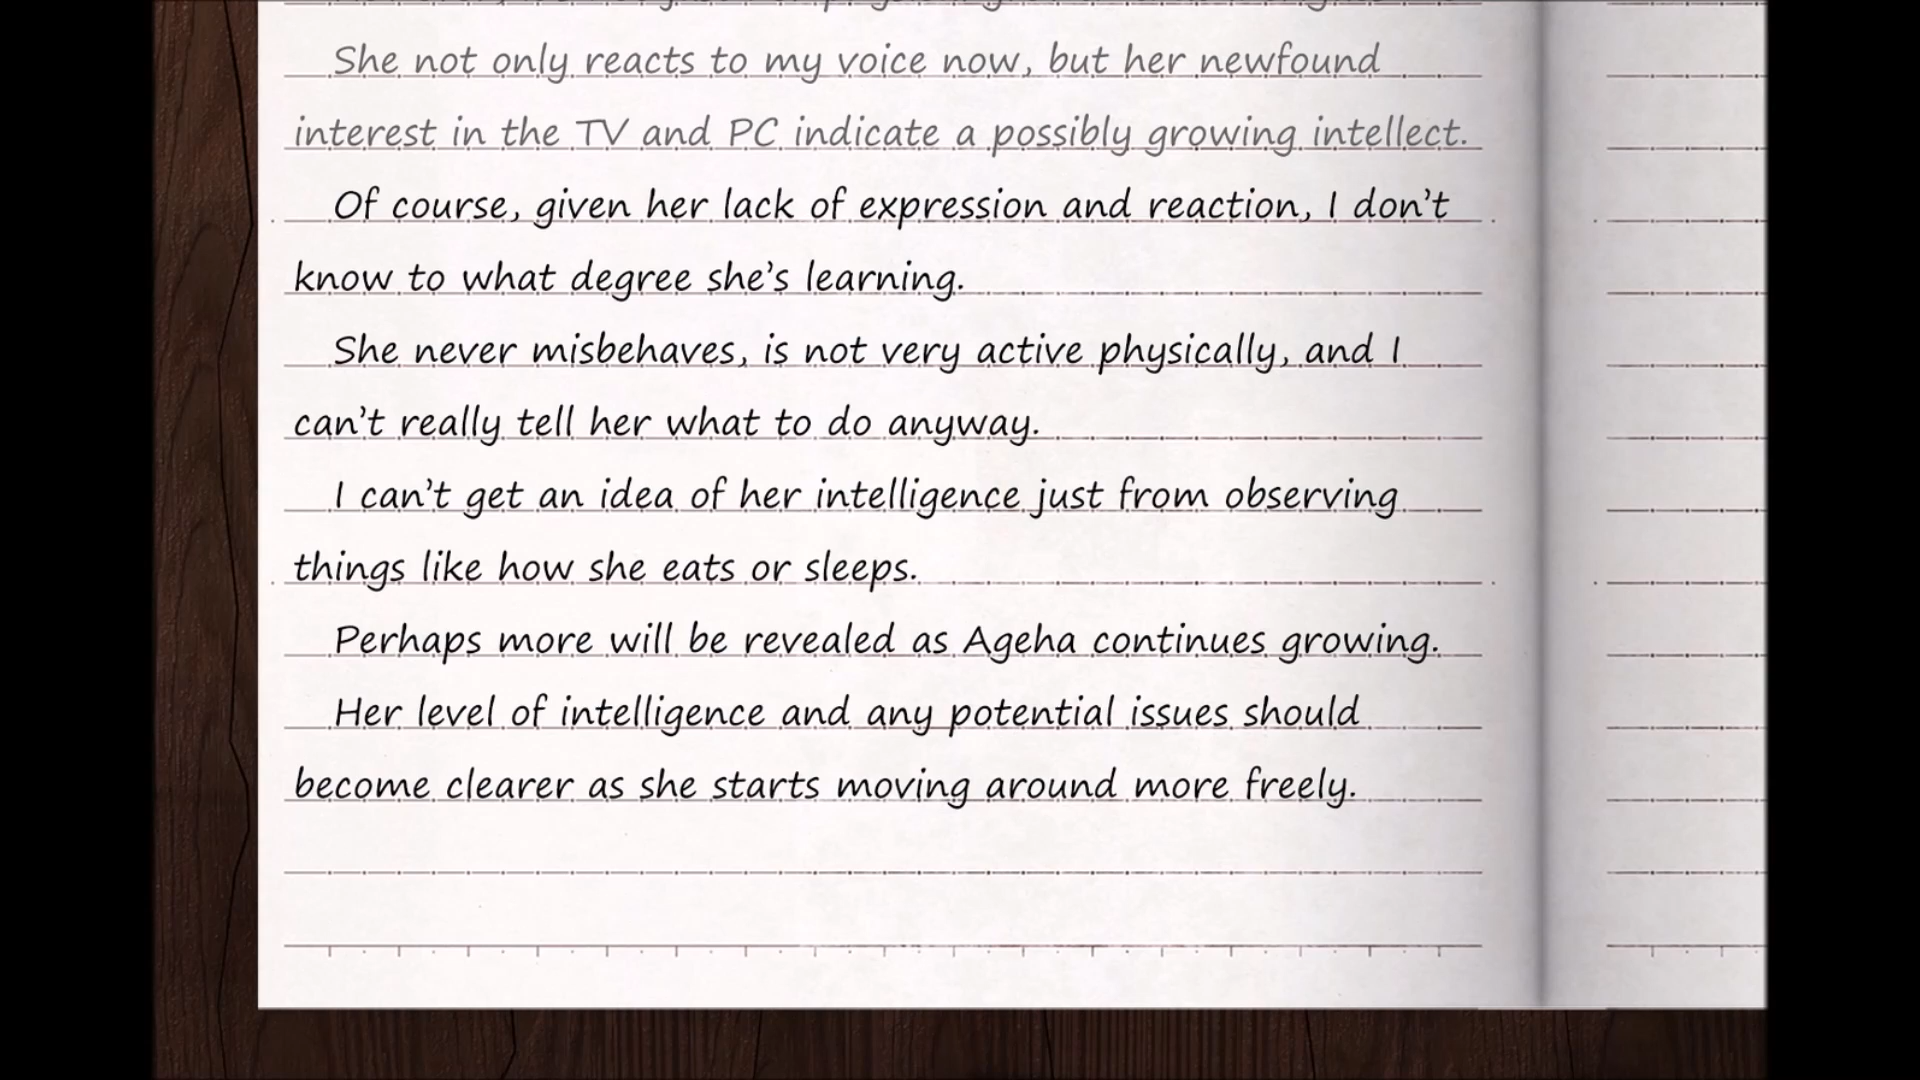 She not only reacts to my voice now, but her newfound
interest in the TV and PC indicate a possibly growing intellect.
Of course, given her lack of expression and reaction, I don't
know to what degree she's learning.
She never misbehaves, is not very active physically, and I
can't really tell her what to do anyway.
I can't get an idea of her intelligence just from observing
things like how she eats or sleeps.
Perhaps more will be revealed as Ageha continues growing.
Her level of intelligence and any potential issues should
become clearer as she starts moving around more freely.